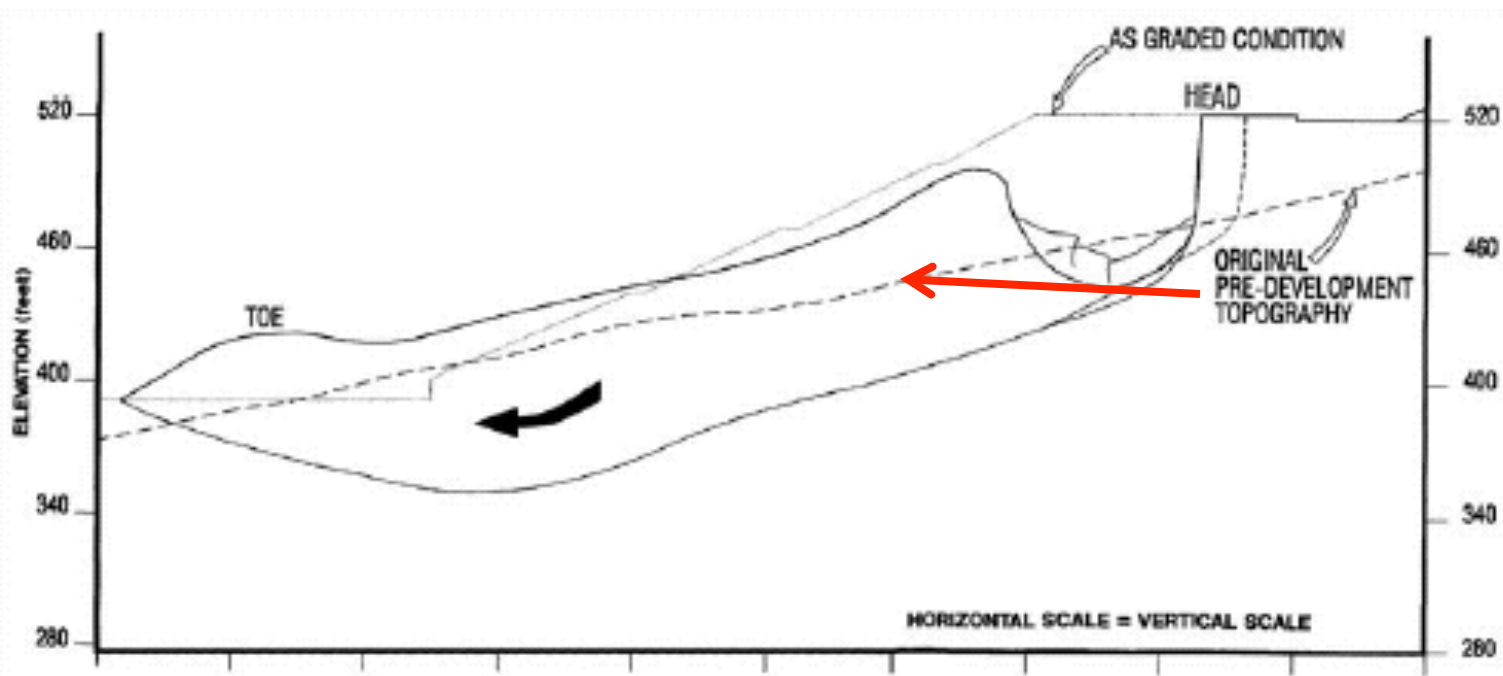 AS GRADED CONDITION
HEAD
520
520
460
460
ORIGINAL
PRE-DEVELOPMENT
TOPOGRAPHY
TOE
ELEVATION (feet)
400
400
340
340
HORIZONTAL SCALE = VERTICAL SCALE
280
280